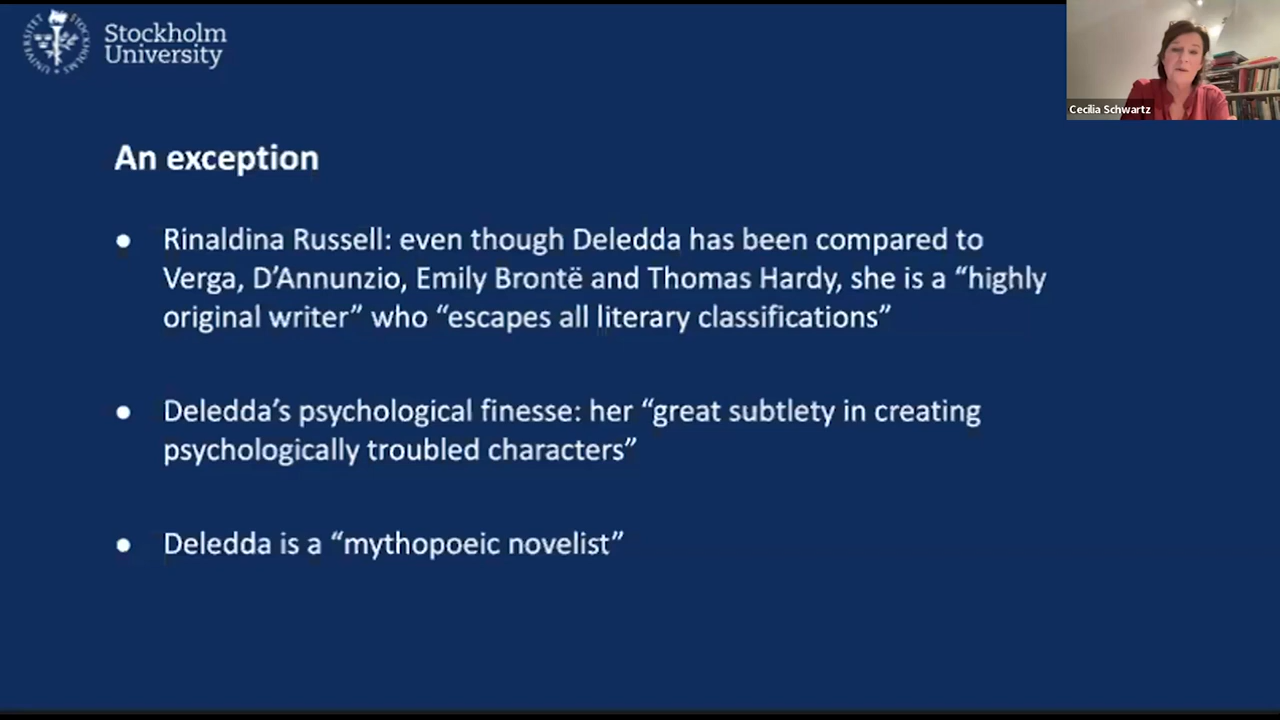 Stockholm
University
Cecilia Schwartz
An exception
● Rinaldina Russell: even though Deledda has been compared to
Verga, D’Annunzio, Emily Brontë and Thomas Hardy, she is a “highly
original writer” who “escapes all literary classifications”
● Deledda’s psychological finesse: her “great subtlety in creating
psychologically troubled characters”
● Deledda is a “mythopoeic novelist”